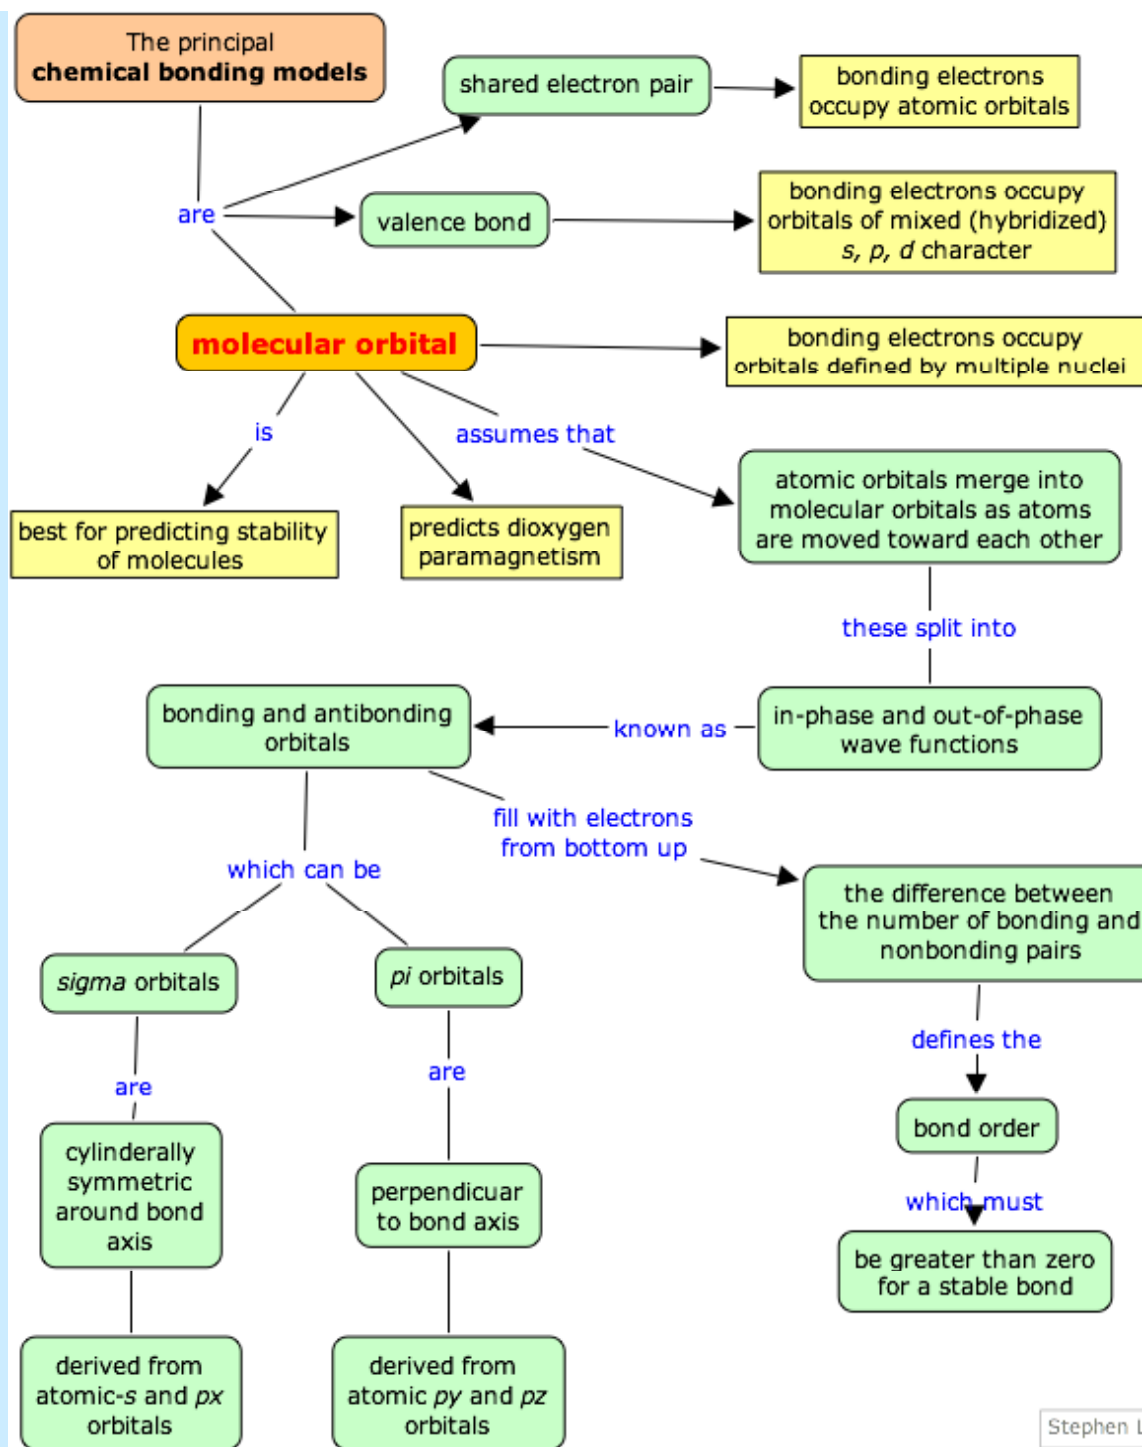 The principal
chemical bonding models
shared electron pair
bonding electrons
occupy atomic orbitals
are
valence bond
bonding electrons occupy
orbitals of mixed (hybridized)
s, p, d character
molecular orbital
bonding electrons occupy
orbitals defined by multiple nuclei
is
assumes that
best for predicting stability
of molecules
predicts dioxygen
paramagnetism
atomic orbitals merge into
molecular orbitals as atoms
are moved toward each other
these split into
bonding and antibonding
orbitals
known as
in-phase and out-of-phase
wave functions
fill with electrons
from bottom up
which can be
the difference between
the number of bonding and
nonbonding pairs
sigma orbitals
pi orbitals
defines the
are
are
bond order
cylinderally
symmetric
around bond
axis
perpendicuar
to bond axis
which must
be greater than zero
for a stable bond
derived from
atomic-s and px
orbitals
derived from
atomic py and pz
orbitals
Stephen L